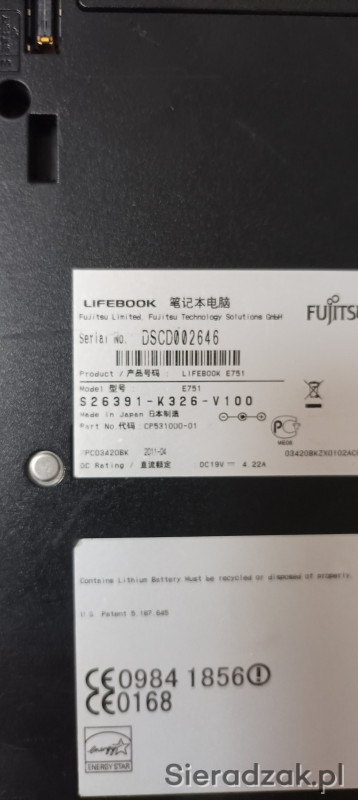 LIFEBOOK 笔记本电脑
Fujitsu Limited. Fujitsu Technology Solutions GmbH
FUJITSU
Serial No. DSCD002646
Product / 产品号码: LIFEBOOK E751
Model 型号 : E751
S26391-K326-V100
Made in Japan 日本制造
Part No 代码 : CP531000-01
PC03420BK 2011-04
03420BKZX0102AC
DC Rating / 直流额定 : DC19V 4.22A
Contains Lithium Battery Must be recycled or disposed of properly.
U.S. Patent 5,187,645
CE0984 1856
CE0168
energy
ENERGY STAR
Sieradzak.pl